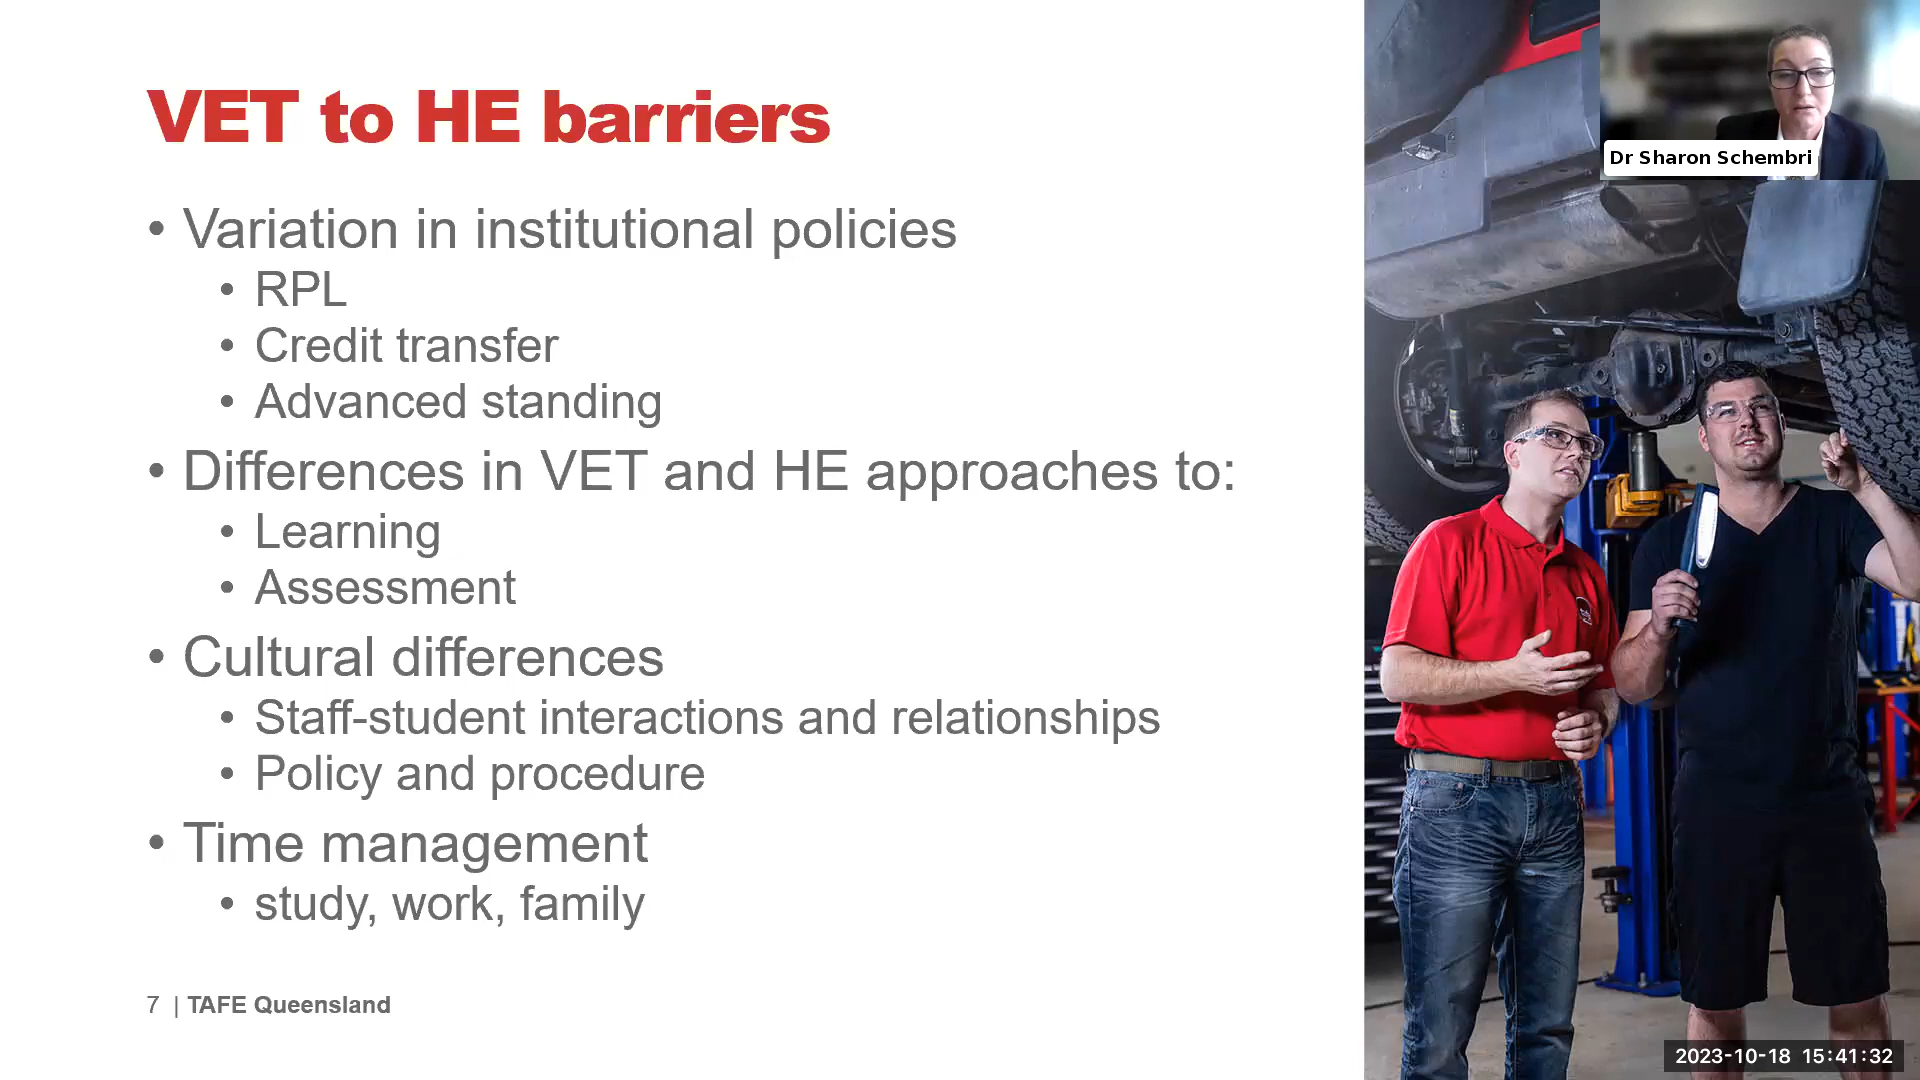 VET to HE barriers
• Variation in institutional policies
• RPL
• Credit transfer
• Advanced standing
• Differences in VET and HE approaches to:
• Learning
• Assessment
• Cultural differences
• Staff-student interactions and relationships
• Policy and procedure
• Time management
• study, work, family
7 | TAFE Queensland
Dr Sharon Schembri
2023-10-18 15:41:32